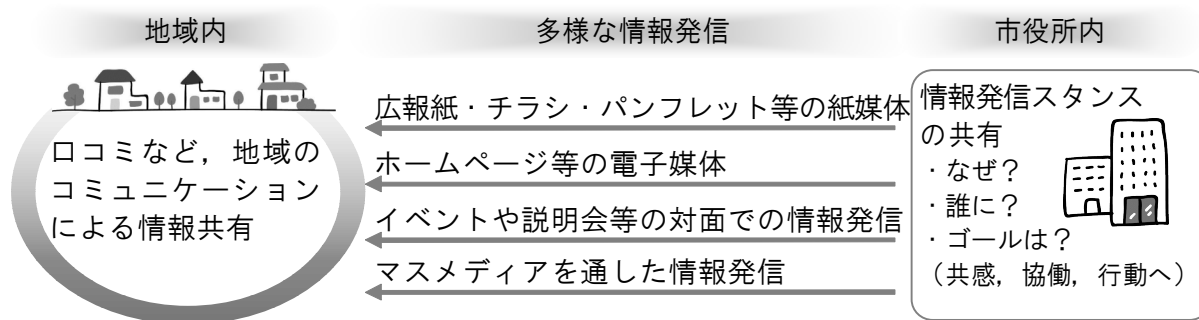 地域内
多様な情報発信
市役所内
口コミなど，地域の
コミュニケーション
による情報共有
広報紙・チラシ・パンフレット等の紙媒体
ホームページ等の電子媒体
イベントや説明会等の対面での情報発信
マスメディアを通した情報発信
情報発信スタンス
の共有
・なぜ？
・誰に？
・ゴールは？
（共感，協働，行動へ）